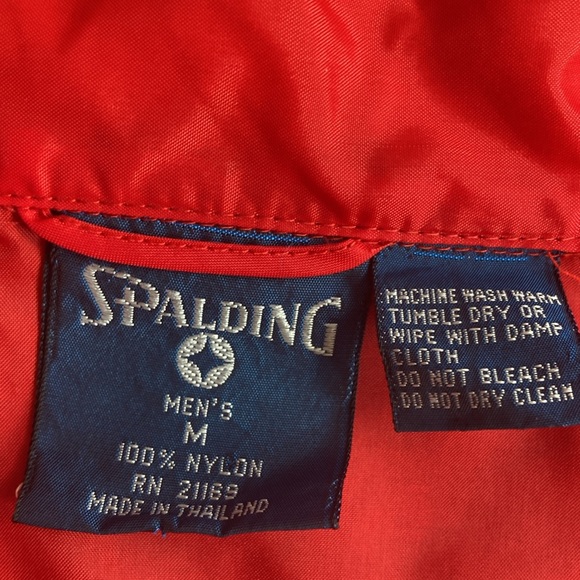 SPALDING
MEN'S
M
100% NYLON
RN 21169
MADE IN THAILAND
MACHINE WASH WARM
TUMBLE DRY OR
WIPE WITH DAMP
CLOTH
DO NOT BLEACH
DO NOT DRY CLEAN